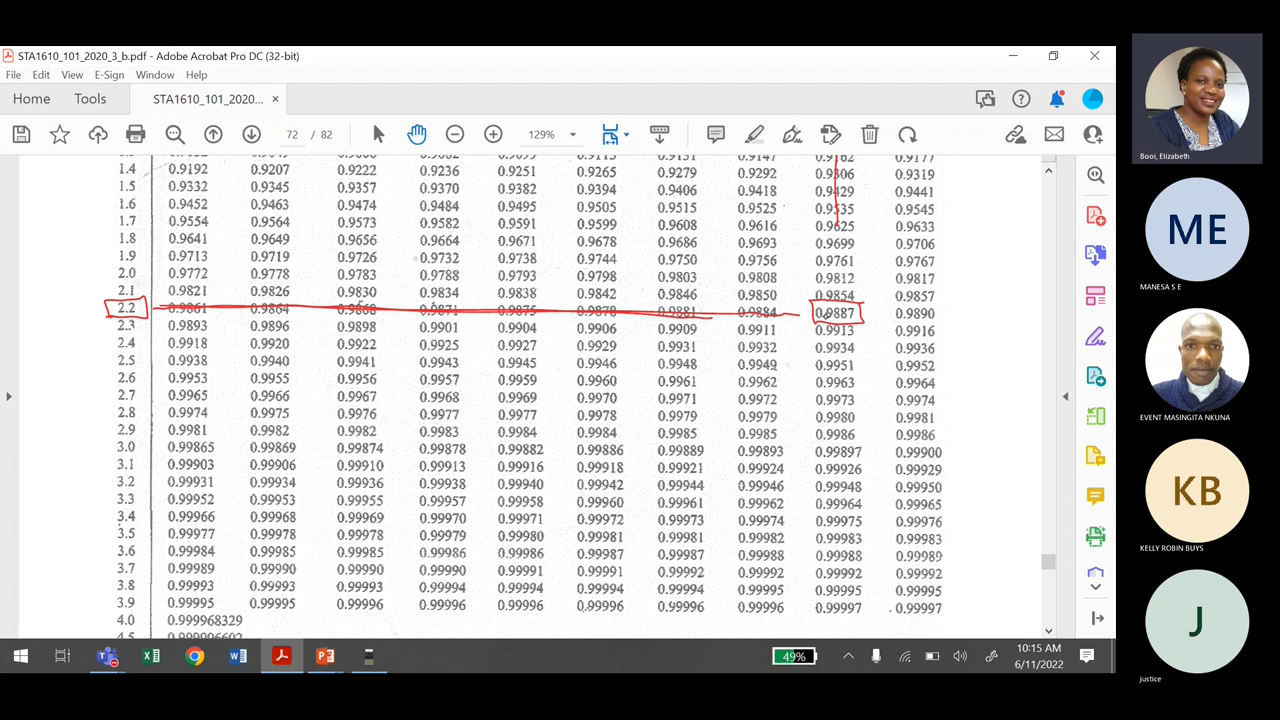 STA1610_101_2020_3_b.pdf - Adobe Acrobat Pro DC (32-bit)
File Edit View E-Sign Window Help
Home Tools STA1610_101_2020... ×
72 / 82 129%
1.4 0.9192 0.9207 0.9222 0.9236 0.9251 0.9265 0.9279 0.9292 0.9306 0.9319
1.5 0.9332 0.9345 0.9357 0.9370 0.9382 0.9394 0.9406 0.9418 0.9429 0.9441
1.6 0.9452 0.9463 0.9474 0.9484 0.9495 0.9505 0.9515 0.9525 0.9535 0.9545
1.7 0.9554 0.9564 0.9573 0.9582 0.9591 0.9599 0.9608 0.9616 0.9625 0.9633
1.8 0.9641 0.9649 0.9656 0.9664 0.9671 0.9678 0.9686 0.9693 0.9699 0.9706
1.9 0.9713 0.9719 0.9726 0.9732 0.9738 0.9744 0.9750 0.9756 0.9761 0.9767
2.0 0.9772 0.9778 0.9783 0.9788 0.9793 0.9798 0.9803 0.9808 0.9812 0.9817
2.1 0.9821 0.9826 0.9830 0.9834 0.9838 0.9842 0.9846 0.9850 0.9854 0.9857
2.2 0.9861 0.9864 0.9868 0.9871 0.9875 0.9878 0.9881 0.9884 0.9887 0.9890
2.3 0.9893 0.9896 0.9898 0.9901 0.9904 0.9906 0.9909 0.9911 0.9913 0.9916
2.4 0.9918 0.9920 0.9922 0.9925 0.9927 0.9929 0.9931 0.9932 0.9934 0.9936
2.5 0.9938 0.9940 0.9941 0.9943 0.9945 0.9946 0.9948 0.9949 0.9951 0.9952
2.6 0.9953 0.9955 0.9956 0.9957 0.9959 0.9960 0.9961 0.9962 0.9963 0.9964
2.7 0.9965 0.9966 0.9967 0.9968 0.9969 0.9970 0.9971 0.9972 0.9973 0.9974
2.8 0.9974 0.9975 0.9976 0.9977 0.9977 0.9978 0.9979 0.9979 0.9980 0.9981
2.9 0.9981 0.9982 0.9982 0.9983 0.9984 0.9984 0.9985 0.9985 0.9986 0.9986
3.0 0.99865 0.99869 0.99874 0.99878 0.99882 0.99886 0.99889 0.99893 0.99897 0.99900
3.1 0.99903 0.99906 0.99910 0.99913 0.99916 0.99918 0.99921 0.99924 0.99926 0.99929
3.2 0.99931 0.99934 0.99936 0.99938 0.99940 0.99942 0.99944 0.99946 0.99948 0.99950
3.3 0.99952 0.99953 0.99955 0.99957 0.99958 0.99960 0.99961 0.99962 0.99964 0.99965
3.4 0.99966 0.99968 0.99969 0.99970 0.99971 0.99972 0.99973 0.99974 0.99975 0.99976
3.5 0.99977 0.99978 0.99978 0.99979 0.99980 0.99981 0.99981 0.99982 0.99983 0.99983
3.6 0.99984 0.99985 0.99985 0.99986 0.99986 0.99987 0.99987 0.99988 0.99988 0.99989
3.7 0.99989 0.99990 0.99990 0.99990 0.99991 0.99991 0.99992 0.99992 0.99992 0.99992
3.8 0.99993 0.99993 0.99993 0.99994 0.99994 0.99994 0.99994 0.99995 0.99995 0.99995
3.9 0.99995 0.99995 0.99996 0.99996 0.99996 0.99996 0.99996 0.99996 0.99997 0.99997
4.0 0.999968329
4.5 0.999996602
49%
10:15 AM
6/11/2022
Booi, Elizabeth
ME
MANESA S E
EVENT MASINGITA NKUNA
KB
KELLY ROBIN BUYS
J
justice